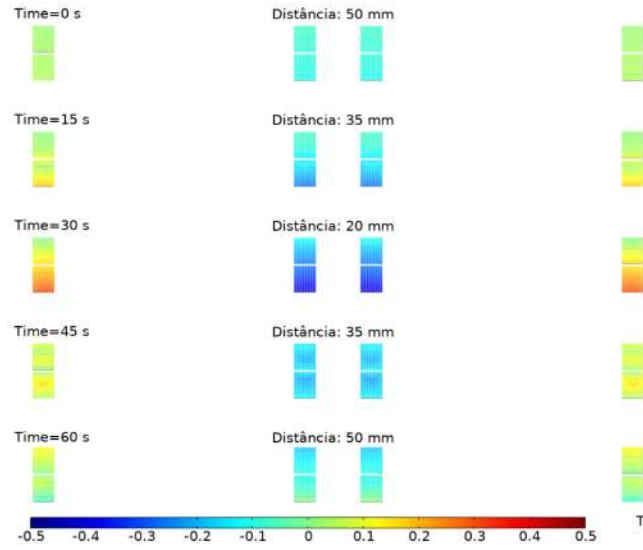 Time=0 s Distância: 50 mm
Time=15 s Distância: 35 mm
Time=30 s Distância: 20 mm
Time=45 s Distância: 35 mm
Time=60 s Distância: 50 mm
T
-0.5 -0.4 -0.3 -0.2 -0.1 0 0.1 0.2 0.3 0.4 0.5